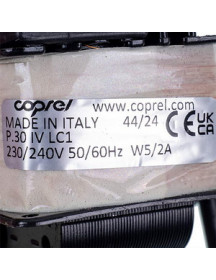 coprel www.coprel.com
MADE IN ITALY 44/24 CE UK
P.30 IV LC1 CA
230/240V 50/60Hz W5/2A